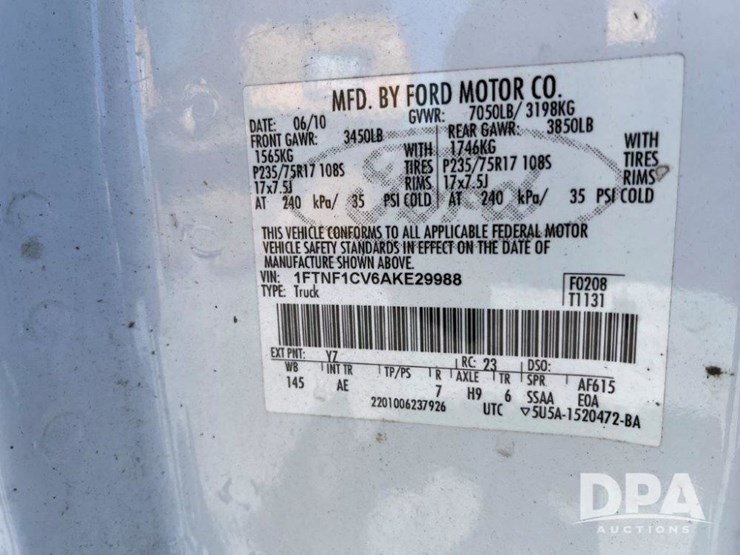 MFD. BY FORD MOTOR CO.
DATE: 06/10 GVWR: 7050LB/ 3198KG
FRONT GAWR: 3450LB REAR GAWR: 3850LB
1565KG WITH 1746KG WITH
P235/75R17 108S TIRES P235/75R17 108S TIRES
17x7.5J RIMS 17x7.5J RIMS
AT 240 kPa/ 35 PSI COLD AT 240 kPa/ 35 PSI COLD
Ford
THIS VEHICLE CONFORMS TO ALL APPLICABLE FEDERAL MOTOR
VEHICLE SAFETY STANDARDS IN EFFECT ON THE DATE OF
MANUFACTURE SHOWN ABOVE.
VIN: 1FTNF1CV6AKE29988 F0208
TYPE: Truck T1131
EXT PNT: YZ RC: 23 DSO:
WB INT TR TP/PS R AXLE TR SPR AF615
145 AE 7 H9 6 SSAA EOA
2201006237926 UTC ▽5U5A-1520472-BA
DPA
AUCTIONS